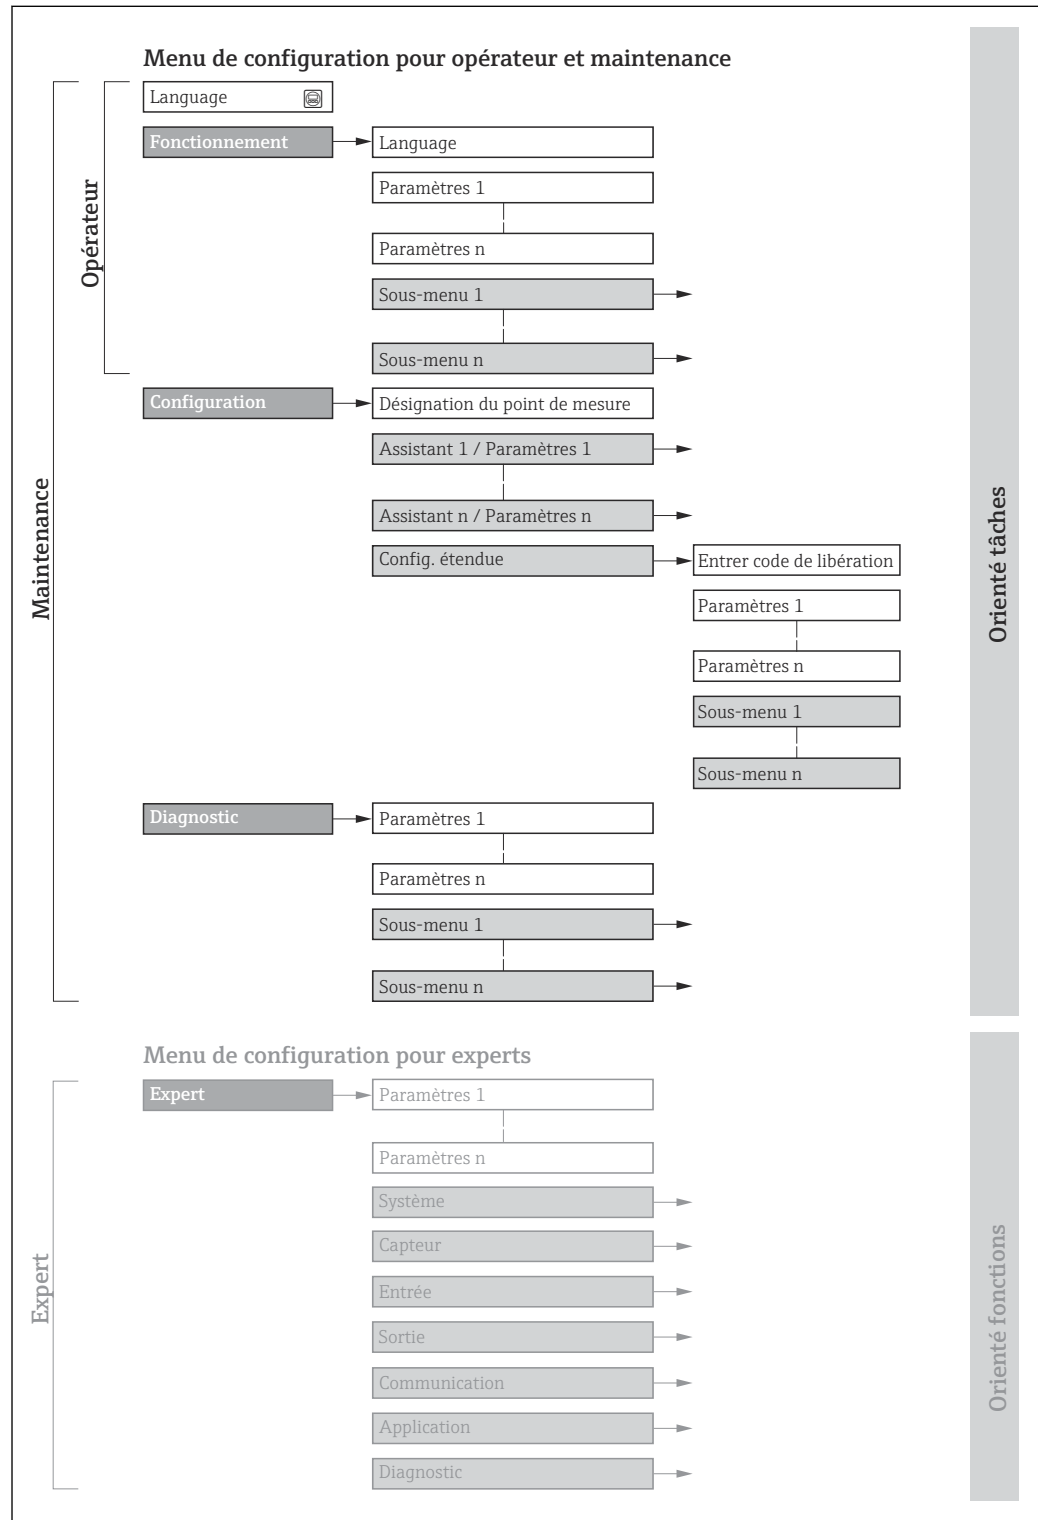 Menu de configuration pour opérateur et maintenance
Language
Fonctionnement
Language
Paramètres 1
Paramètres n
Sous-menu 1
Sous-menu n
Opérateur
Configuration
Désignation du point de mesure
Assistant 1 / Paramètres 1
Assistant n / Paramètres n
Config. étendue
Entrer code de libération
Paramètres 1
Paramètres n
Sous-menu 1
Sous-menu n
Maintenance
Orienté tâches
Diagnostic
Paramètres 1
Paramètres n
Sous-menu 1
Sous-menu n
Menu de configuration pour experts
Expert
Paramètres 1
Paramètres n
Système
Capteur
Entrée
Sortie
Communication
Application
Diagnostic
Expert
Orienté fonctions